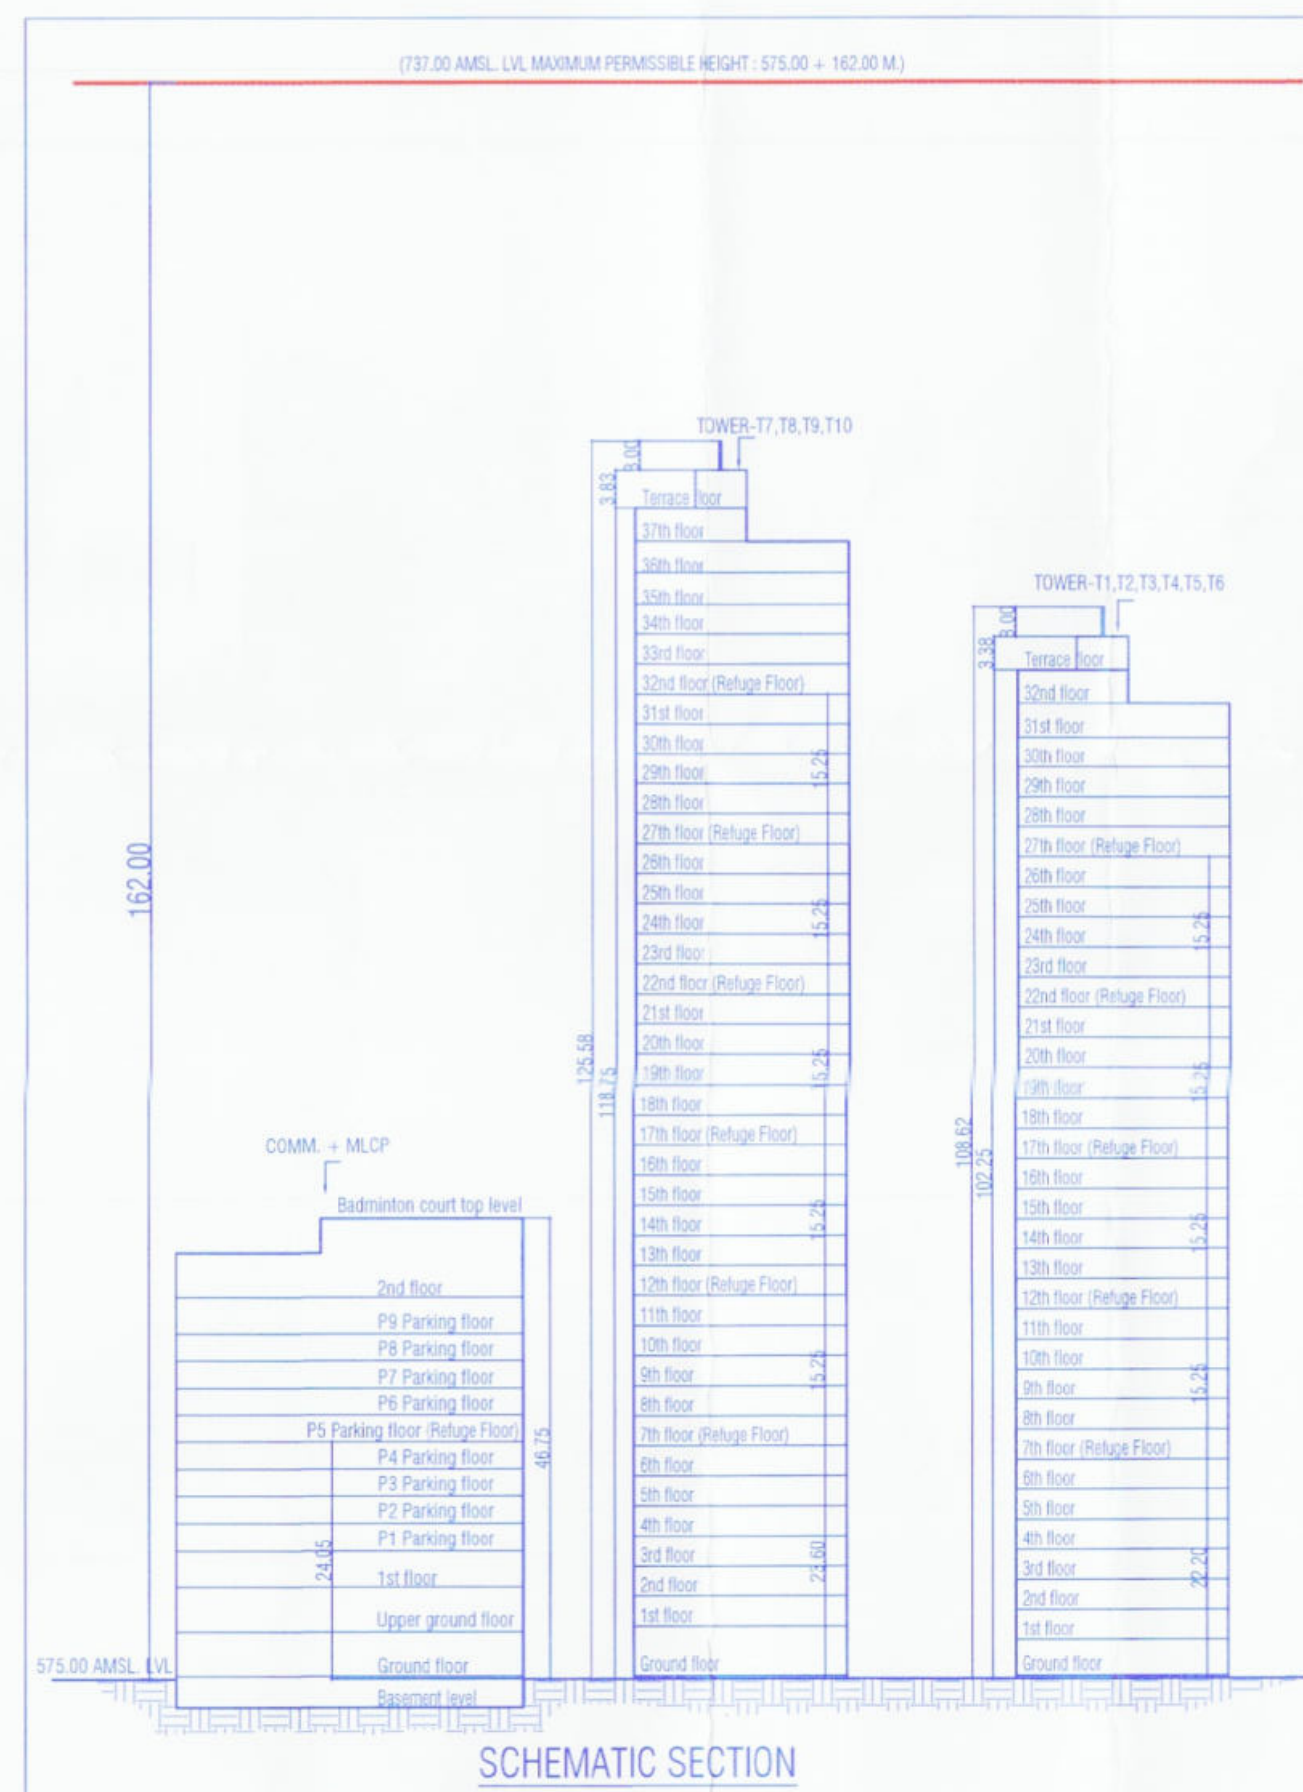 (737.00 AMSL. LVL MAXIMUM PERMISSIBLE HEIGHT : 575.00 + 162.00 M.)
162.00
575.00 AMSL. LVL
COMM. + MLCP
Badminton court top level
2nd floor
P9 Parking floor
P8 Parking floor
P7 Parking floor
P6 Parking floor
P5 Parking floor (Refuge Floor)
P4 Parking floor
P3 Parking floor
P2 Parking floor
P1 Parking floor
1st floor
Upper ground floor
Ground floor
Basement level
24.05
46.75
TOWER-T7,T8,T9,T10
3.00
3.83
125.58
118.75
Terrace floor
37th floor
36th floor
35th floor
34th floor
33rd floor
32nd floor (Refuge Floor)
31st floor
30th floor
29th floor
28th floor
27th floor (Refuge Floor)
26th floor
25th floor
24th floor
23rd floor
22nd floor (Refuge Floor)
21st floor
20th floor
19th floor
18th floor
17th floor (Refuge Floor)
16th floor
15th floor
14th floor
13th floor
12th floor (Refuge Floor)
11th floor
10th floor
9th floor
8th floor
7th floor (Refuge Floor)
6th floor
5th floor
4th floor
3rd floor
2nd floor
1st floor
Ground floor
15.25
15.25
15.25
15.25
15.25
23.60
TOWER-T1,T2,T3,T4,T5,T6
3.00
3.38
108.62
102.25
Terrace floor
32nd floor
31st floor
30th floor
29th floor
28th floor
27th floor (Refuge Floor)
26th floor
25th floor
24th floor
23rd floor
22nd floor (Refuge Floor)
21st floor
20th floor
19th floor
18th floor
17th floor (Refuge Floor)
16th floor
15th floor
14th floor
13th floor
12th floor (Refuge Floor)
11th floor
10th floor
9th floor
8th floor
7th floor (Refuge Floor)
6th floor
5th floor
4th floor
3rd floor
2nd floor
1st floor
Ground floor
15.25
15.25
15.25
15.25
22.20
SCHEMATIC SECTION